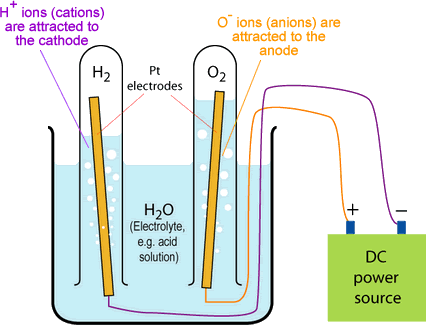 H+ ions (cations)
are attracted to
the cathode
O- ions (anions) are
attracted to the
anode
H2
Pt
electrodes
O2
H2O
(Electrolyte,
e.g. acid
solution)
+
–
DC
power
source